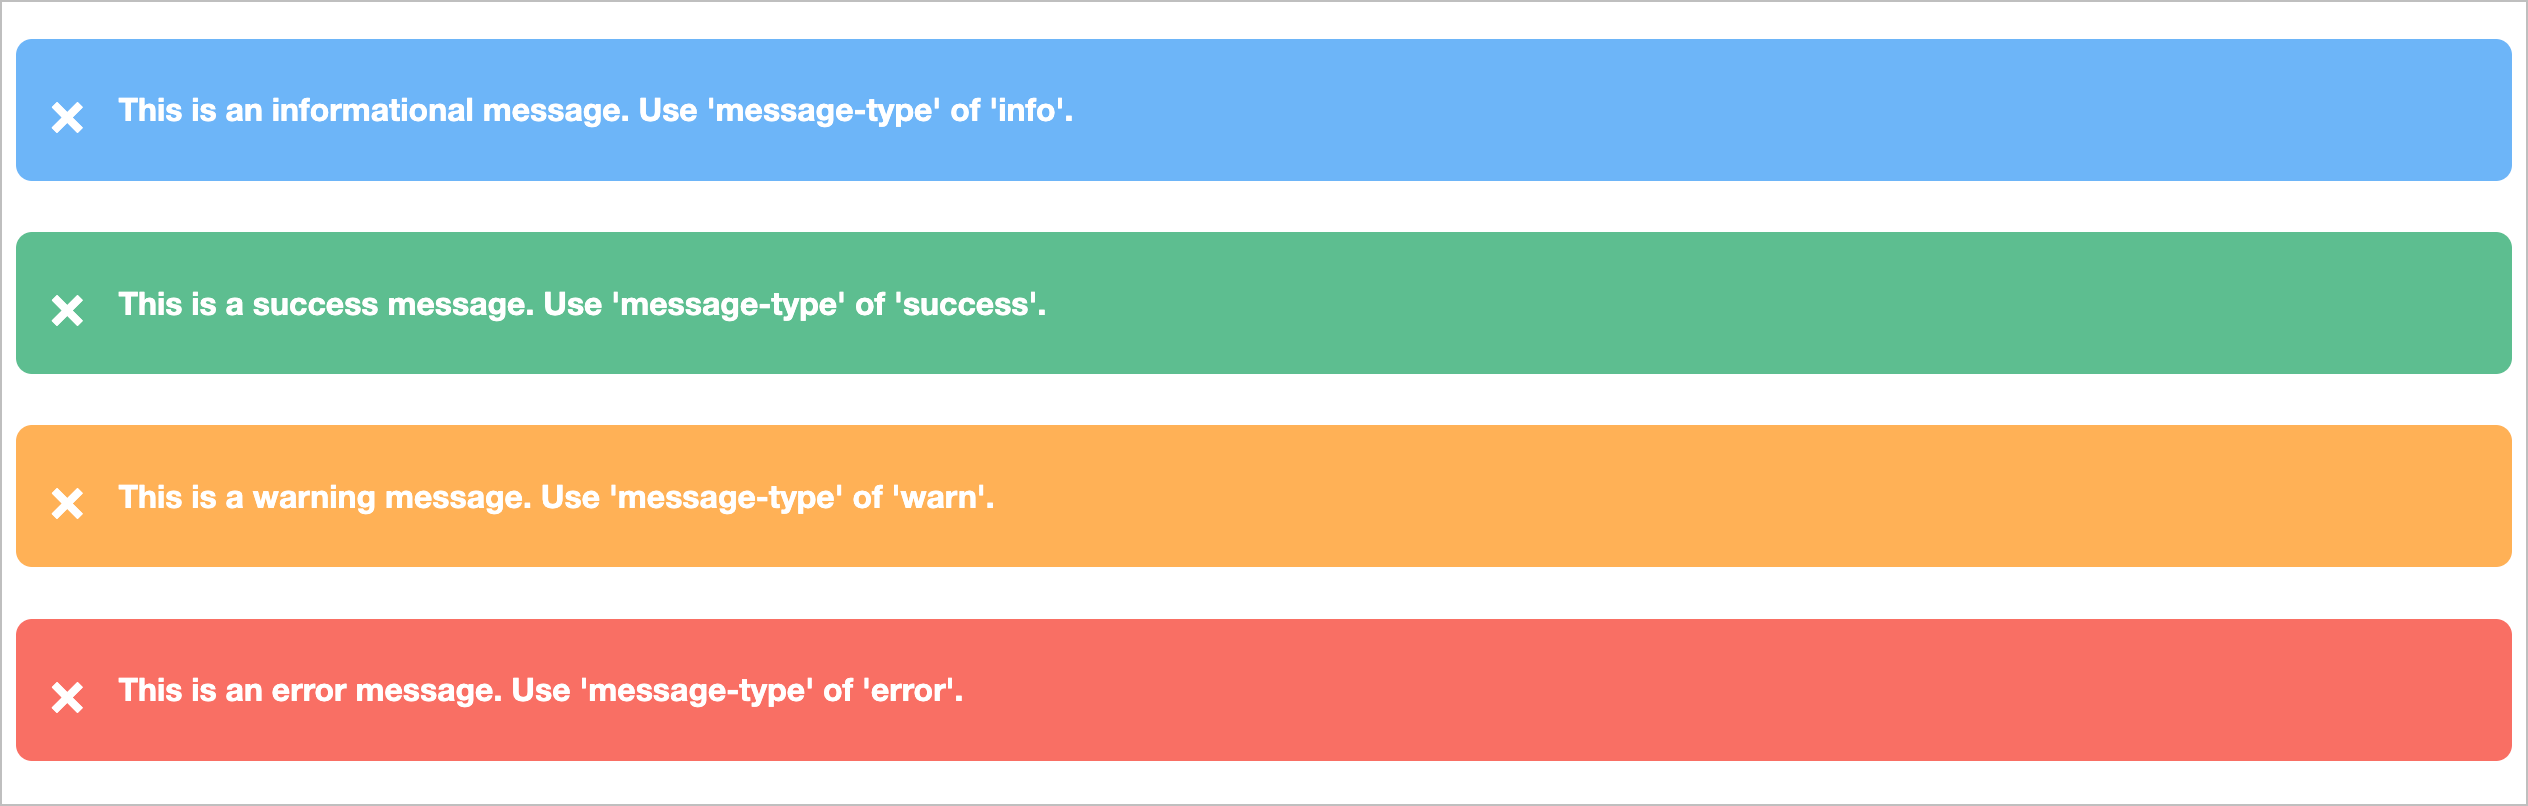 This is an informational message. Use 'message-type' of 'info'.
This is a success message. Use 'message-type' of 'success'.
This is a warning message. Use 'message-type' of 'warn'.
This is an error message. Use 'message-type' of 'error'.